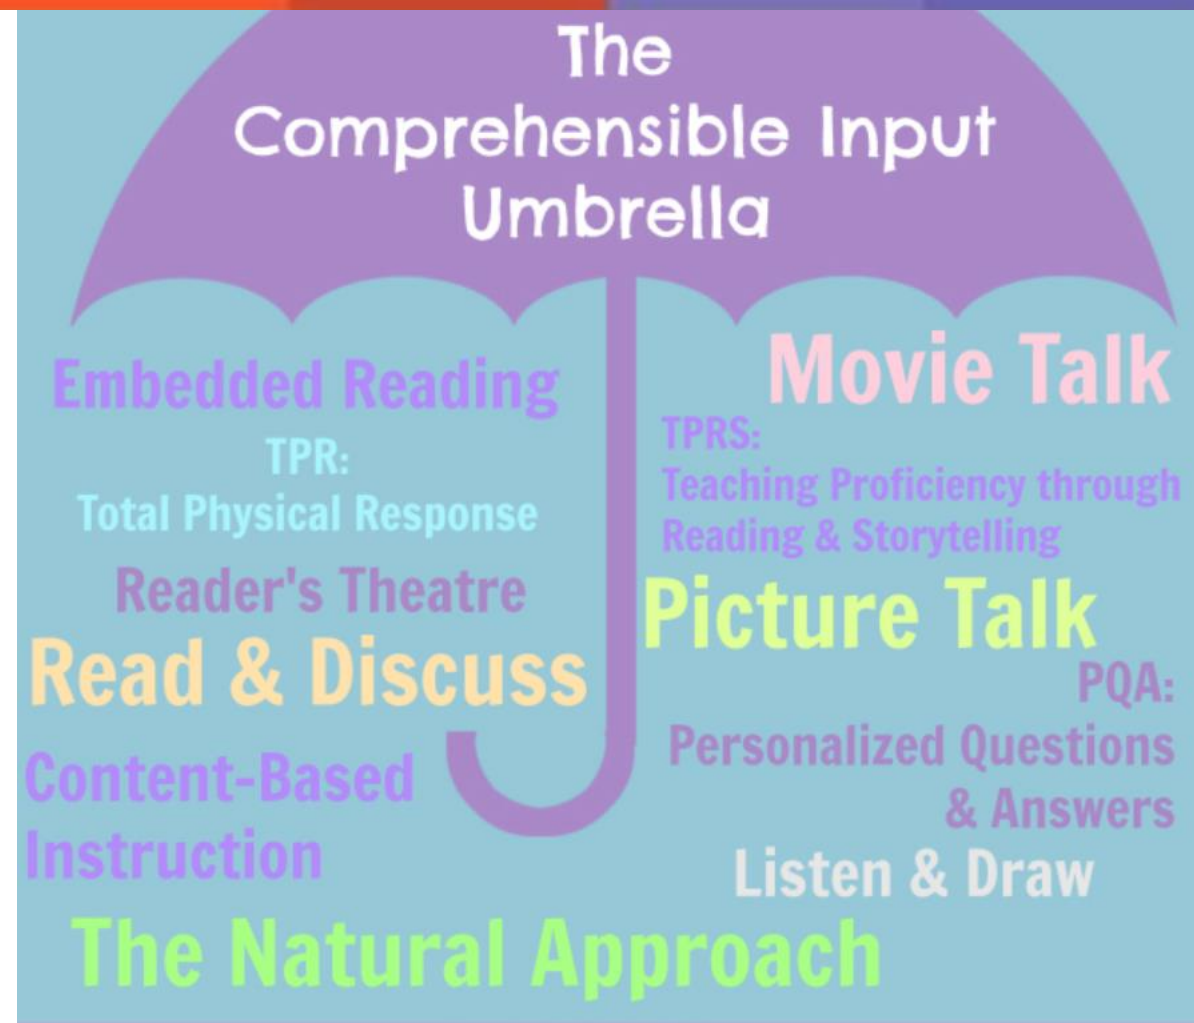 The
Comprehensible Input
Umbrella
Embedded Reading
TPR:
Total Physical Response
Reader's Theatre
Read & Discuss
Content-Based
Instruction
Movie Talk
TPRS:
Teaching Proficiency through
Reading & Storytelling
Picture Talk
PQA:
Personalized Questions
& Answers
Listen & Draw
The Natural Approach